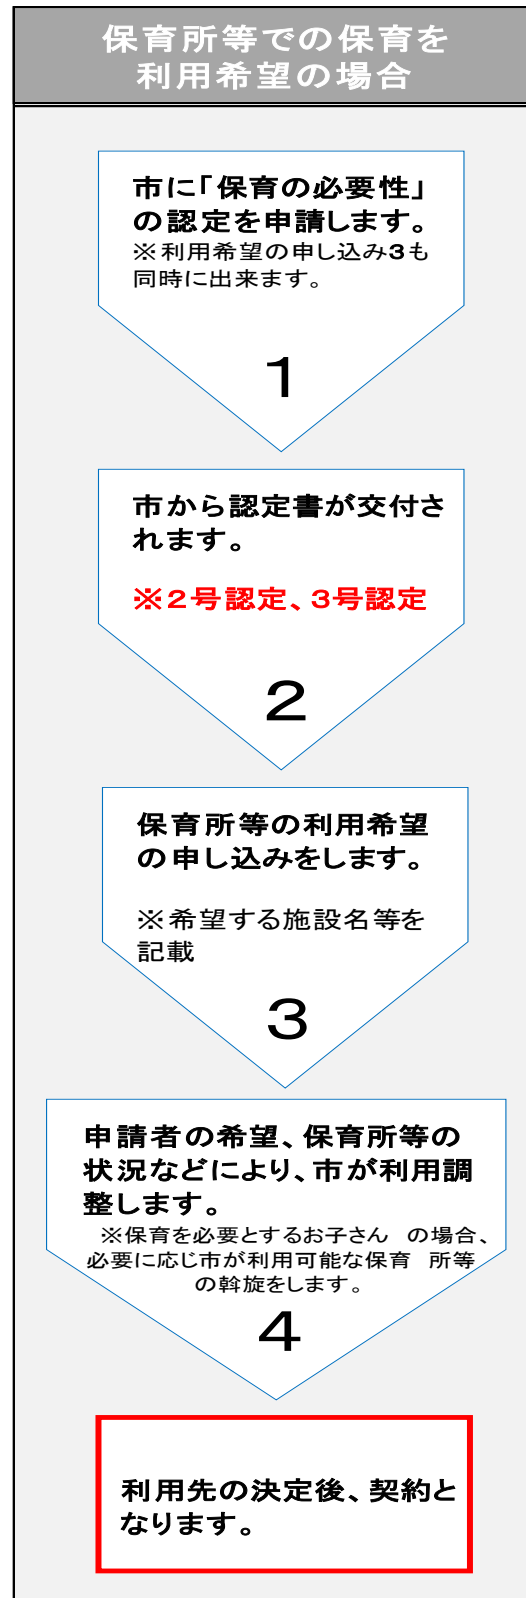 保育所等での保育を
利用希望の場合
市に「保育の必要性」
の認定を申請します。
※利用希望の申し込み3も
同時に出来ます。
1
市から認定書が交付さ
れます。
※2号認定、3号認定
2
保育所等の利用希望
の申し込みをします。
※希望する施設名等を
記載
3
申請者の希望、保育所等の
状況などにより、市が利用調
整します。
※保育を必要とするお子さん　の場合、
必要に応じ市が利用可能な保育　所等
の斡旋をします。
4
利用先の決定後、契約と
なります。